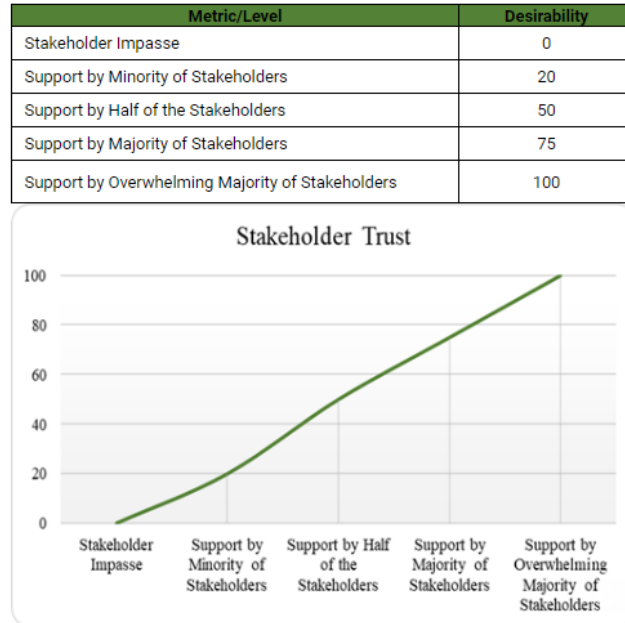 Metric/Level Desirability
Stakeholder Impasse 0
Support by Minority of Stakeholders 20
Support by Half of the Stakeholders 50
Support by Majority of Stakeholders 75
Support by Overwhelming Majority of Stakeholders 100
Stakeholder Trust
100
80
60
40
20
0
Stakeholder Impasse
Support by Minority of Stakeholders
Support by Half of the Stakeholders
Support by Majority of Stakeholders
Support by Overwhelming Majority of Stakeholders